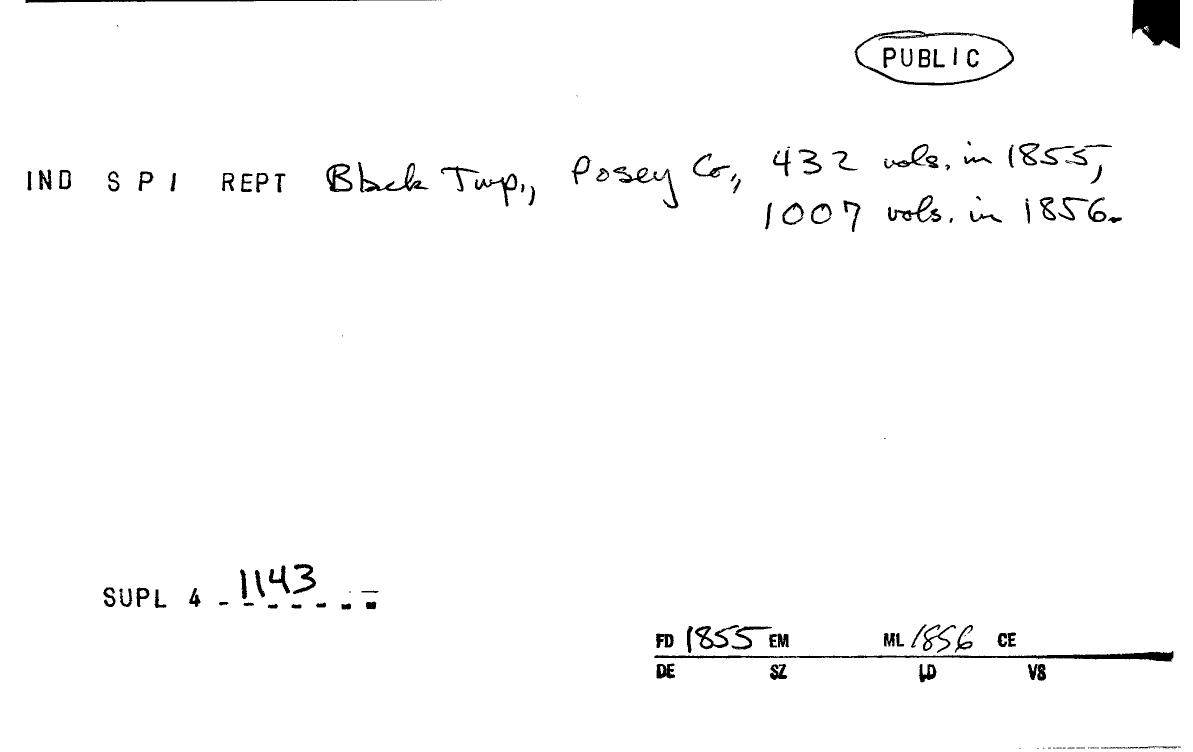 PUBLIC
IND S P I REPT Black Twp., Posey Co., 432 vols. in 1855,
1007 vols. in 1856.
SUPL 4 1143
FD 1855 EM ML 1856 CE
DE SZ LD VS